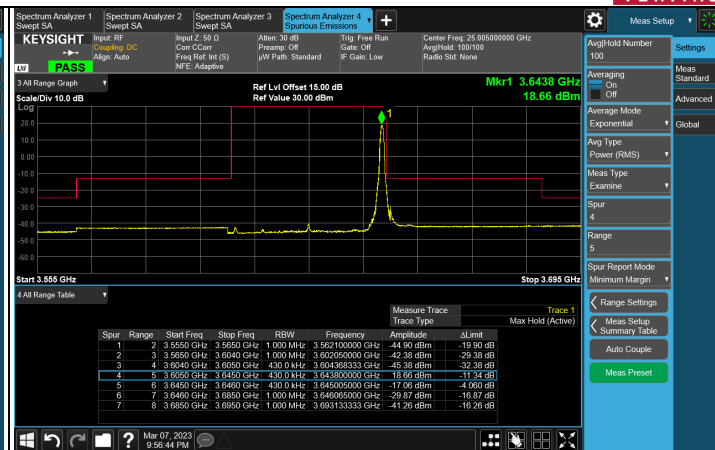 Spectrum Analyzer 1
Swept SA
Spectrum Analyzer 2
Swept SA
Spectrum Analyzer 3
Swept SA
Spectrum Analyzer 4
Spurious Emissions
Meas Setup
KEYSIGHT
Input: RF
Coupling: DC
Align: Auto
Input Z: 50 Ω
Corr CCorr
Freq Ref: Int (S)
NFE: Adaptive
Atten: 30 dB
Preamp: Off
µW Path: Standard
Trig: Free Run
Gate: Off
IF Gain: Low
Center Freq: 25.005000000 GHz
Avg|Hold: 100/100
Radio Std: None
LXI
PASS
3 All Range Graph
Ref Lvl Offset 15.00 dB
Mkr1 3.6438 GHz
Scale/Div 10.0 dB
Ref Value 30.00 dBm
18.66 dBm
Log
1
20.0
10.0
0.00
-10.0
-20.0
-30.0
-40.0
-50.0
-60.0
Start 3.555 GHz
Stop 3.695 GHz
4 All Range Table
Measure Trace Trace 1
Trace Type Max Hold (Active)
Spur Range Start Freq Stop Freq RBW Frequency Amplitude ΔLimit
1 2 3.5550 GHz 3.5650 GHz 1.000 MHz 3.562100000 GHz -44.90 dBm -19.90 dB
2 3 3.5650 GHz 3.6040 GHz 1.000 MHz 3.602050000 GHz -42.38 dBm -29.38 dB
3 4 3.6040 GHz 3.6050 GHz 430.0 kHz 3.604368333 GHz -45.38 dBm -32.38 dB
4 5 3.6050 GHz 3.6450 GHz 430.0 kHz 3.643800000 GHz 18.66 dBm -11.34 dB
5 6 3.6450 GHz 3.6460 GHz 430.0 kHz 3.645005000 GHz -17.06 dBm -4.060 dB
6 7 3.6460 GHz 3.6850 GHz 1.000 MHz 3.646065000 GHz -29.87 dBm -16.87 dB
7 8 3.6850 GHz 3.6950 GHz 1.000 MHz 3.693133333 GHz -41.26 dBm -16.26 dB
Mar 07, 2023
9:56:44 PM
?
Avg|Hold Number
100
Averaging
On
Off
Average Mode
Exponential
Avg Type
Power (RMS)
Meas Type
Examine
Spur
4
Range
5
Spur Report Mode
Minimum Margin
Range Settings
Meas Setup
Summary Table
Auto Couple
Meas Preset
Settings
Meas
Standard
Advanced
Global